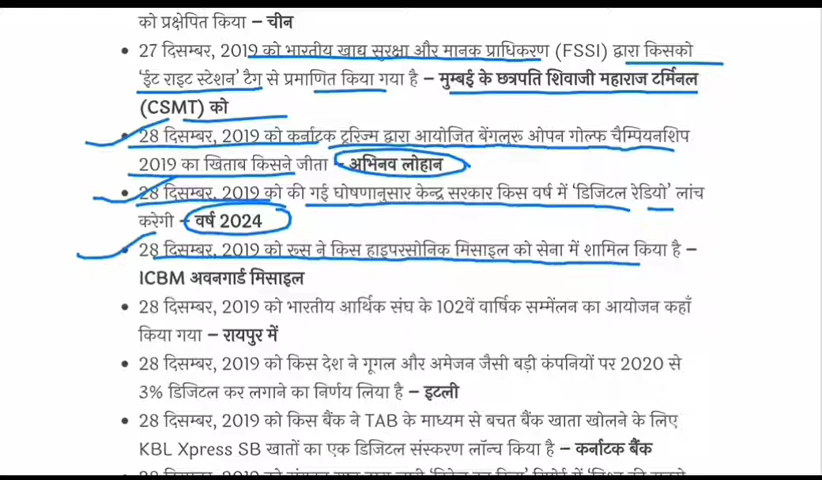 को प्रक्षेपित किया – चीन
• 27 दिसम्बर, 2019 को भारतीय खाद्य सुरक्षा और मानक प्राधिकरण (FSSI) द्वारा किसको
'ईट राइट स्टेशन' टैग से प्रमाणित किया गया है – मुम्बई के छत्रपति शिवाजी महाराज टर्मिनल
(CSMT) को
• 28 दिसम्बर, 2019 को कर्नाटक टूरिज्म द्वारा आयोजित बेंगलूरू ओपन गोल्फ चैम्पियनशिप
2019 का खिताब किसने जीता – अभिनव लोहान
• 28 दिसम्बर, 2019 को की गई घोषणानुसार केन्द्र सरकार किस वर्ष में 'डिजिटल रेडियो' लांच
करेगी – वर्ष 2024
• 28 दिसम्बर, 2019 को रूस ने किस हाइपरसोनिक मिसाइल को सेना में शामिल किया है –
ICBM अवनगार्ड मिसाइल
• 28 दिसम्बर, 2019 को भारतीय आर्थिक संघ के 102वें वार्षिक सम्मेंलन का आयोजन कहाँ
किया गया – रायपुर में
• 28 दिसम्बर, 2019 को किस देश ने गूगल और अमेजन जैसी बड़ी कंपनियों पर 2020 से
3% डिजिटल कर लगाने का निर्णय लिया है – इटली
• 28 दिसम्बर, 2019 को किस बैंक ने TAB के माध्यम से बचत बैंक खाता खोलने के लिए
KBL Xpress SB खातों का एक डिजिटल संस्करण लॉन्च किया है – कर्नाटक बैंक